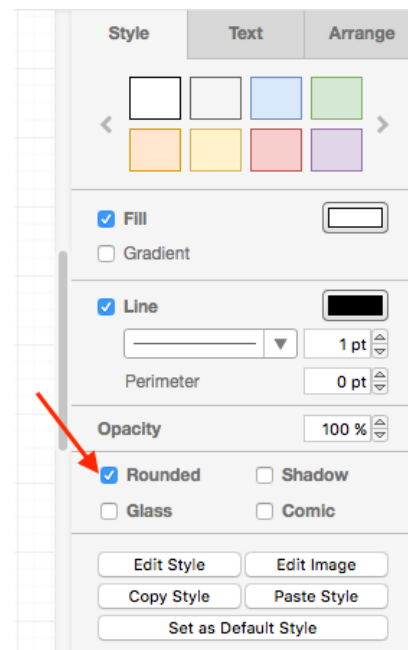 Style Text Arrange
Fill
Gradient
Line
1 pt
Perimeter 0 pt
Opacity 100 %
Rounded Shadow
Glass Comic
Edit Style Edit Image
Copy Style Paste Style
Set as Default Style